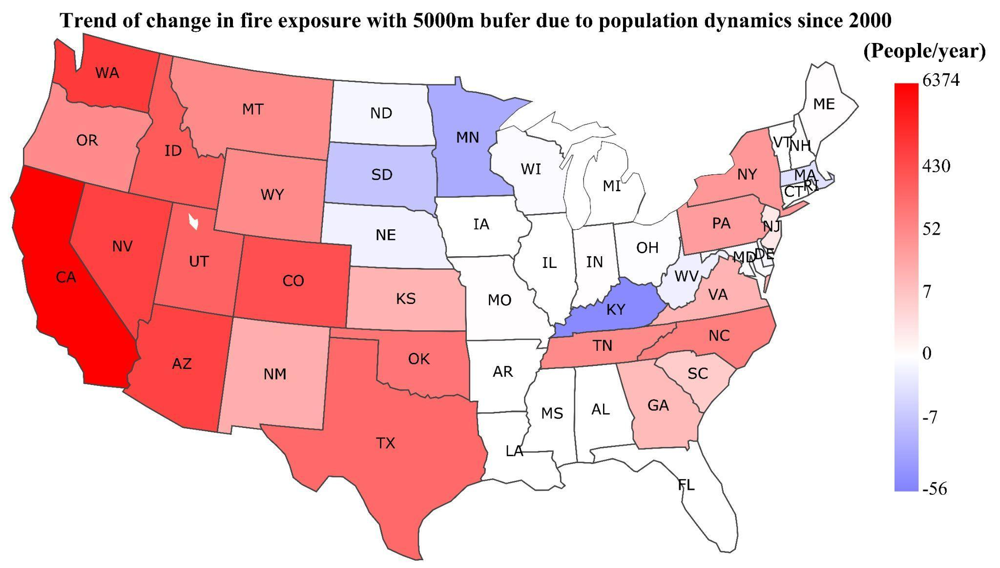 Trend of change in fire exposure with 5000m bufer due to population dynamics since 2000
(People/year)
6374
430
52
7
0
-7
-56
WA
MT
ND
ME
OR
ID
MN
VT
NH
SD
WI
NY
MA
WY
MI
RI
CT
NE
IA
PA
NJ
NV
UT
CO
CA
KS
MO
IL
IN
OH
WV
MD
DE
VA
KY
AZ
NM
OK
TN
NC
AR
SC
TX
MS
AL
GA
LA
FL